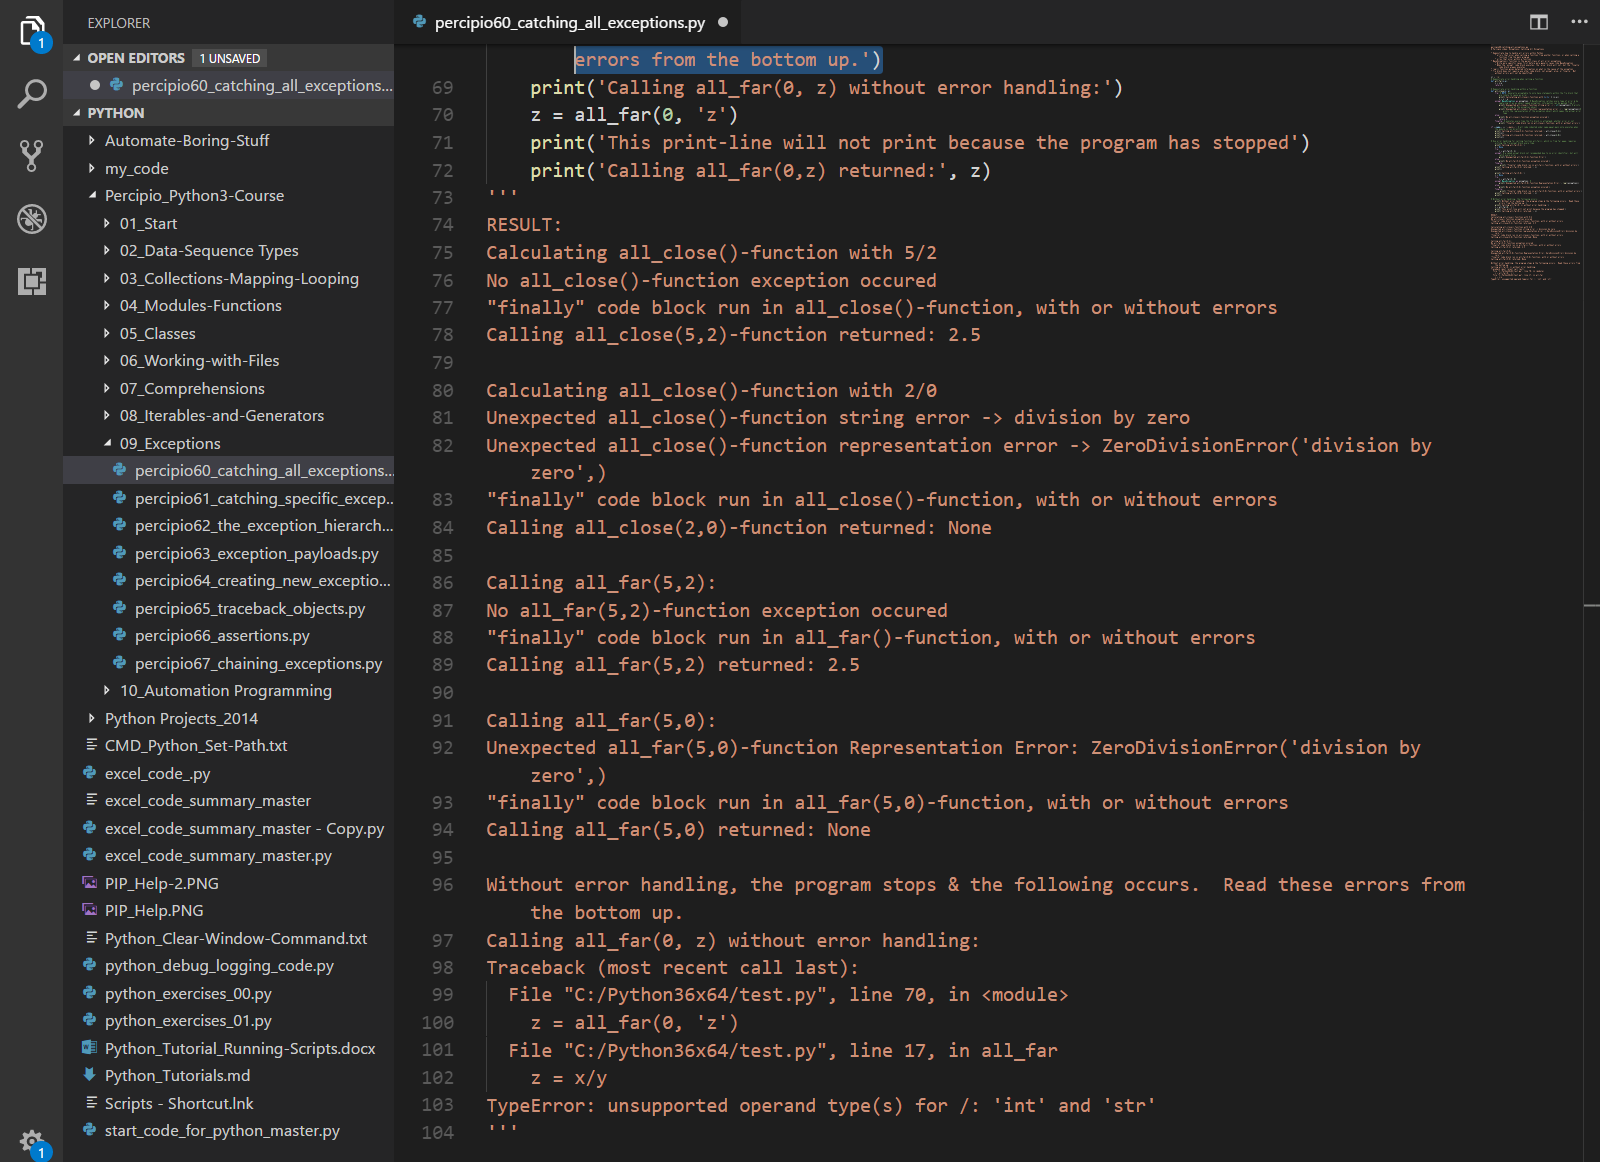 EXPLORER
OPEN EDITORS 1 UNSAVED
percipio60_catching_all_exceptions...
PYTHON
Automate-Boring-Stuff
my_code
Percipio_Python3-Course
01_Start
02_Data-Sequence Types
03_Collections-Mapping-Looping
04_Modules-Functions
05_Classes
06_Working-with-Files
07_Comprehensions
08_Iterables-and-Generators
09_Exceptions
percipio60_catching_all_exceptions...
percipio61_catching_specific_excep...
percipio62_the_exception_hierarch...
percipio63_exception_payloads.py
percipio64_creating_new_exceptio...
percipio65_traceback_objects.py
percipio66_assertions.py
percipio67_chaining_exceptions.py
10_Automation Programming
Python Projects_2014
CMD_Python_Set-Path.txt
excel_code_.py
excel_code_summary_master
excel_code_summary_master - Copy.py
excel_code_summary_master.py
PIP_Help-2.PNG
PIP_Help.PNG
Python_Clear-Window-Command.txt
python_debug_logging_code.py
python_exercises_00.py
python_exercises_01.py
Python_Tutorial_Running-Scripts.docx
Python_Tutorials.md
Scripts - Shortcut.lnk
start_code_for_python_master.py
1
1
percipio60_catching_all_exceptions.py
errors from the bottom up.')
69 print('Calling all_far(0, z) without error handling:')
70 z = all_far(0, 'z')
71 print('This print-line will not print because the program has stopped')
72 print('Calling all_far(0,z) returned:', z)
73 '''
74 RESULT:
75 Calculating all_close()-function with 5/2
76 No all_close()-function exception occured
77 "finally" code block run in all_close()-function, with or without errors
78 Calling all_close(5,2)-function returned: 2.5
79
80 Calculating all_close()-function with 2/0
81 Unexpected all_close()-function string error -> division by zero
82 Unexpected all_close()-function representation error -> ZeroDivisionError('division by
zero',)
83 "finally" code block run in all_close()-function, with or without errors
84 Calling all_close(2,0)-function returned: None
85
86 Calling all_far(5,2):
87 No all_far(5,2)-function exception occured
88 "finally" code block run in all_far()-function, with or without errors
89 Calling all_far(5,2) returned: 2.5
90
91 Calling all_far(5,0):
92 Unexpected all_far(5,0)-function Representation Error: ZeroDivisionError('division by
zero',)
93 "finally" code block run in all_far(5,0)-function, with or without errors
94 Calling all_far(5,0) returned: None
95
96 Without error handling, the program stops & the following occurs.  Read these errors from
the bottom up.
97 Calling all_far(0, z) without error handling:
98 Traceback (most recent call last):
99 File "C:/Python36x64/test.py", line 70, in <module>
100 z = all_far(0, 'z')
101 File "C:/Python36x64/test.py", line 17, in all_far
102 z = x/y
103 TypeError: unsupported operand type(s) for /: 'int' and 'str'
104 '''